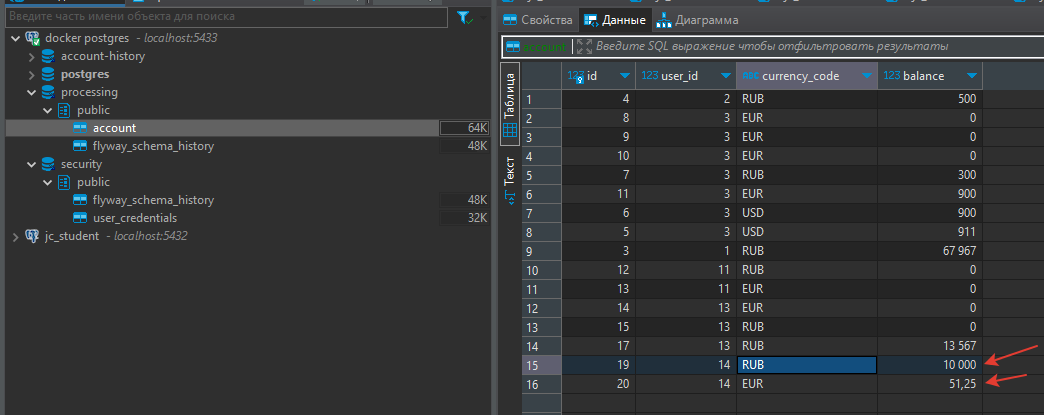 Введите часть имени объекта для поиска
docker postgres - localhost:5433
account-history
postgres
processing
public
account 64K
flyway_schema_history 48K
security
public
flyway_schema_history 48K
user_credentials 32K
jc_student - localhost:5432
Свойства Данные Диаграмма
account Введите SQL выражение чтобы отфильтровать результаты
Таблица
Текст
123 id 123 user_id ABC currency_code 123 balance
1 4 2 RUB 500
2 8 3 EUR 0
3 9 3 EUR 0
4 10 3 EUR 0
5 7 3 RUB 300
6 11 3 EUR 900
7 6 3 USD 900
8 5 3 USD 911
9 3 1 RUB 67 967
10 12 11 RUB 0
11 13 11 EUR 0
12 14 13 EUR 0
13 15 13 RUB 0
14 17 13 RUB 13 567
15 19 14 RUB 10 000
16 20 14 EUR 51,25